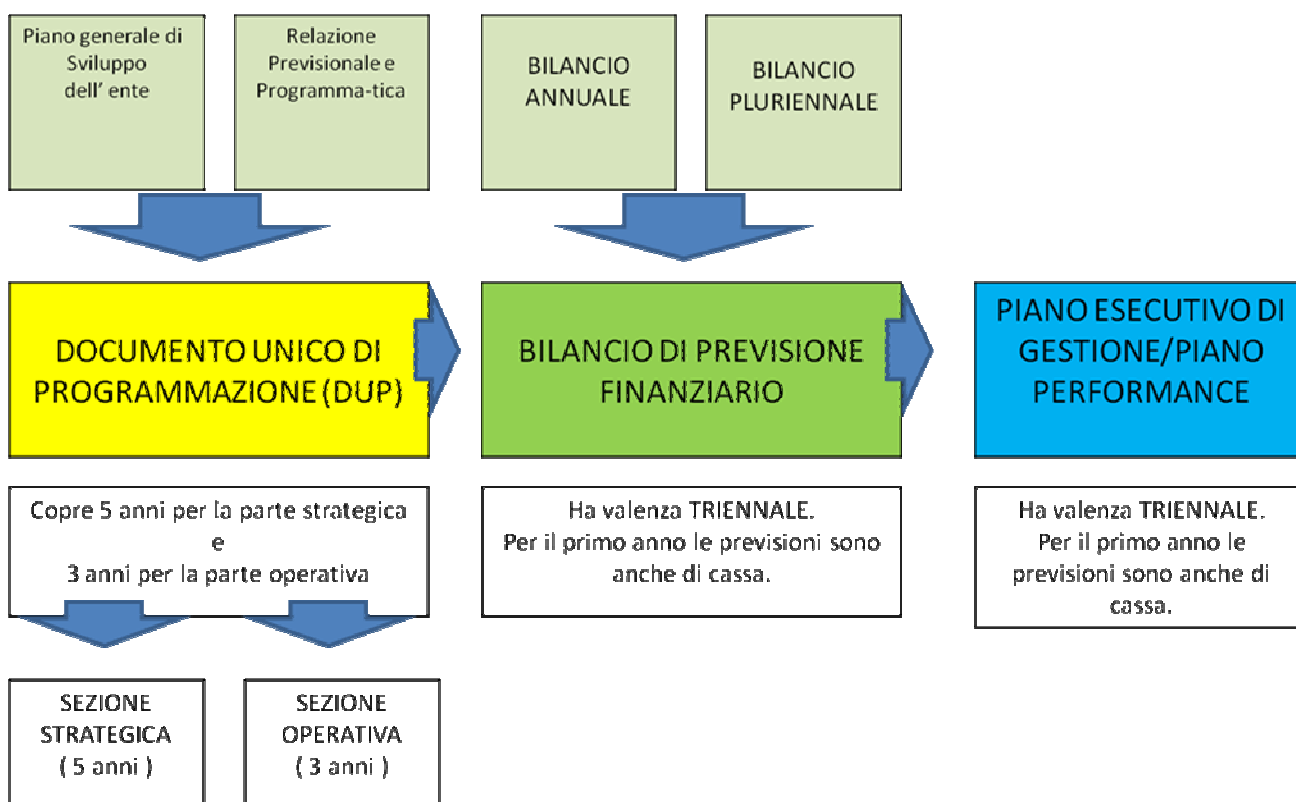 Piano generale di
Sviluppo
dell' ente
Relazione
Previsionale e
Programma-tica
BILANCIO
ANNUALE
BILANCIO
PLURIENNALE
DOCUMENTO UNICO DI
PROGRAMMAZIONE (DUP)
BILANCIO DI PREVISIONE
FINANZIARIO
PIANO ESECUTIVO DI
GESTIONE/PIANO
PERFORMANCE
Copre 5 anni per la parte strategica
e
3 anni per la parte operativa
Ha valenza TRIENNALE.
Per il primo anno le previsioni sono
anche di cassa.
Ha valenza TRIENNALE.
Per il primo anno le
previsioni sono anche di
cassa.
SEZIONE
STRATEGICA
( 5 anni )
SEZIONE
OPERATIVA
( 3 anni )